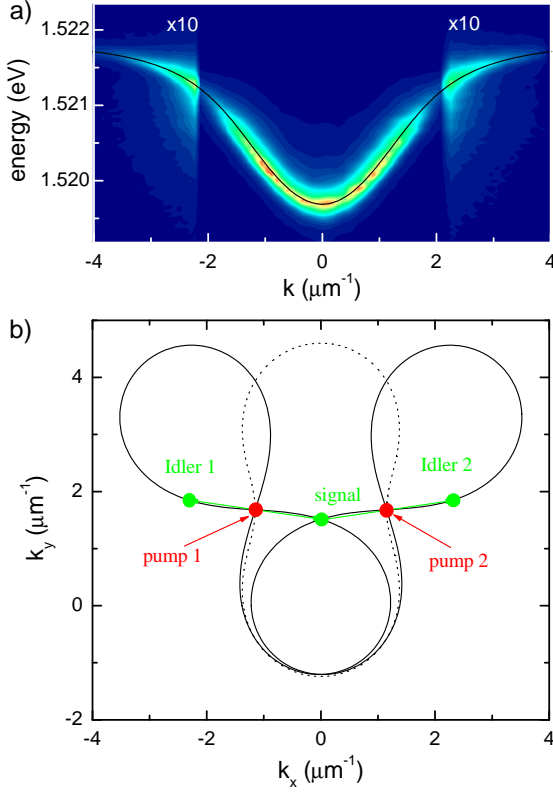 a)
x10
x10
1.522
1.521
1.520
energy (eV)
-4
-2
0
2
4
k (μm⁻¹)
b)
4
2
0
-2
k_y (μm⁻¹)
Idler 1
Idler 2
signal
pump 1
pump 2
-4
-2
0
2
4
k_x (μm⁻¹)